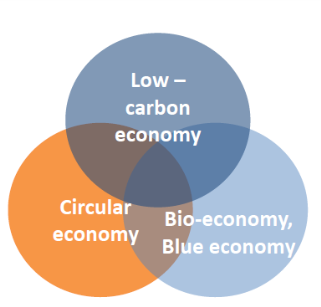 Low –
carbon
economy
Circular
economy
Bio-economy,
Blue economy